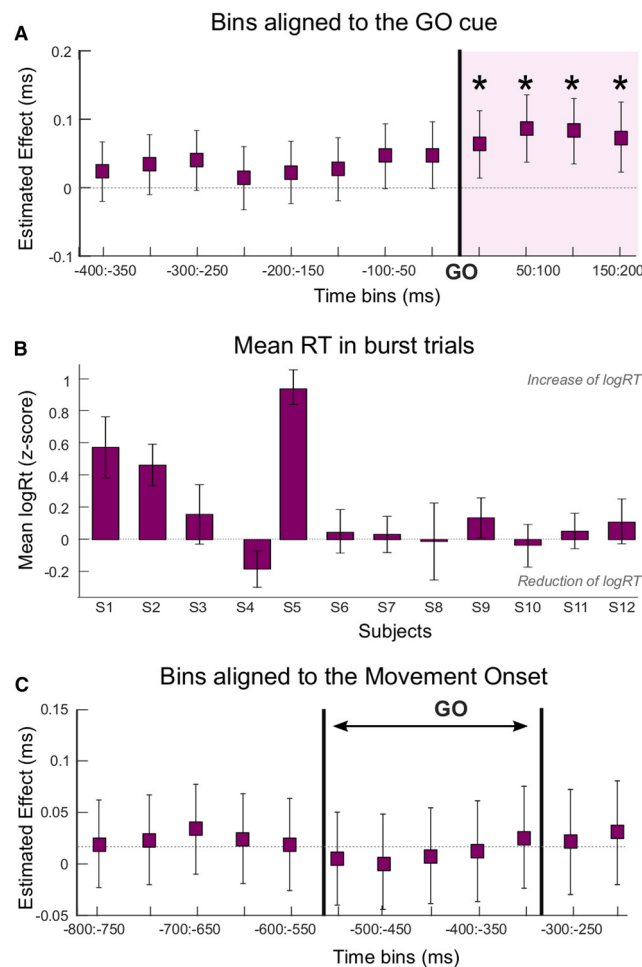 A
Bins aligned to the GO cue
Estimated Effect (ms)
0.2
0.1
0
-0.1
* * * *
-400:-350 -300:-250 -200:-150 -100:-50 GO 50:100 150:200
Time bins (ms)
B
Mean RT in burst trials
Mean logRt (z-score)
1
0.8
0.6
0.4
0.2
0
-0.2
Increase of logRT
Reduction of logRT
S1 S2 S3 S4 S5 S6 S7 S8 S9 S10 S11 S12
Subjects
C
Bins aligned to the Movement Onset
Estimated Effect (ms)
0.15
0.1
0.05
0
-0.05
GO
-800:-750 -700:-650 -600:-550 -500:-450 -400:-350 -300:-250
Time bins (ms)